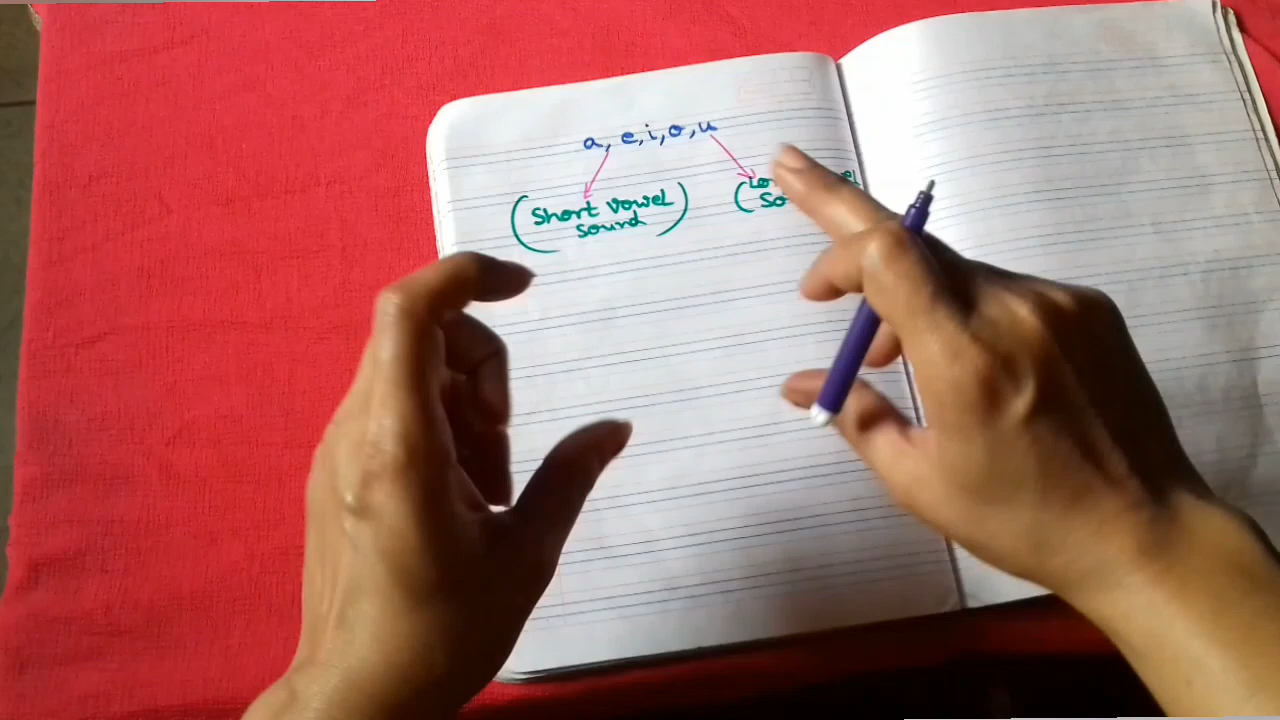 a, e, i, o, u
(Short vowel
sound)